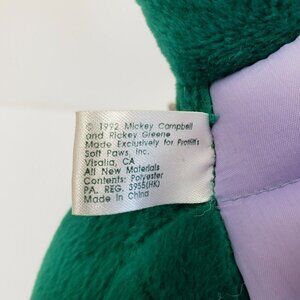 © 1992 Mickey Campbell
and Rickey Greene
Made Exclusively for Proffitt's
Soft Paws, Inc.
Visalia, CA
All New Materials
Contents: Polyester
PA. REG. 3955(HK)
Made in China